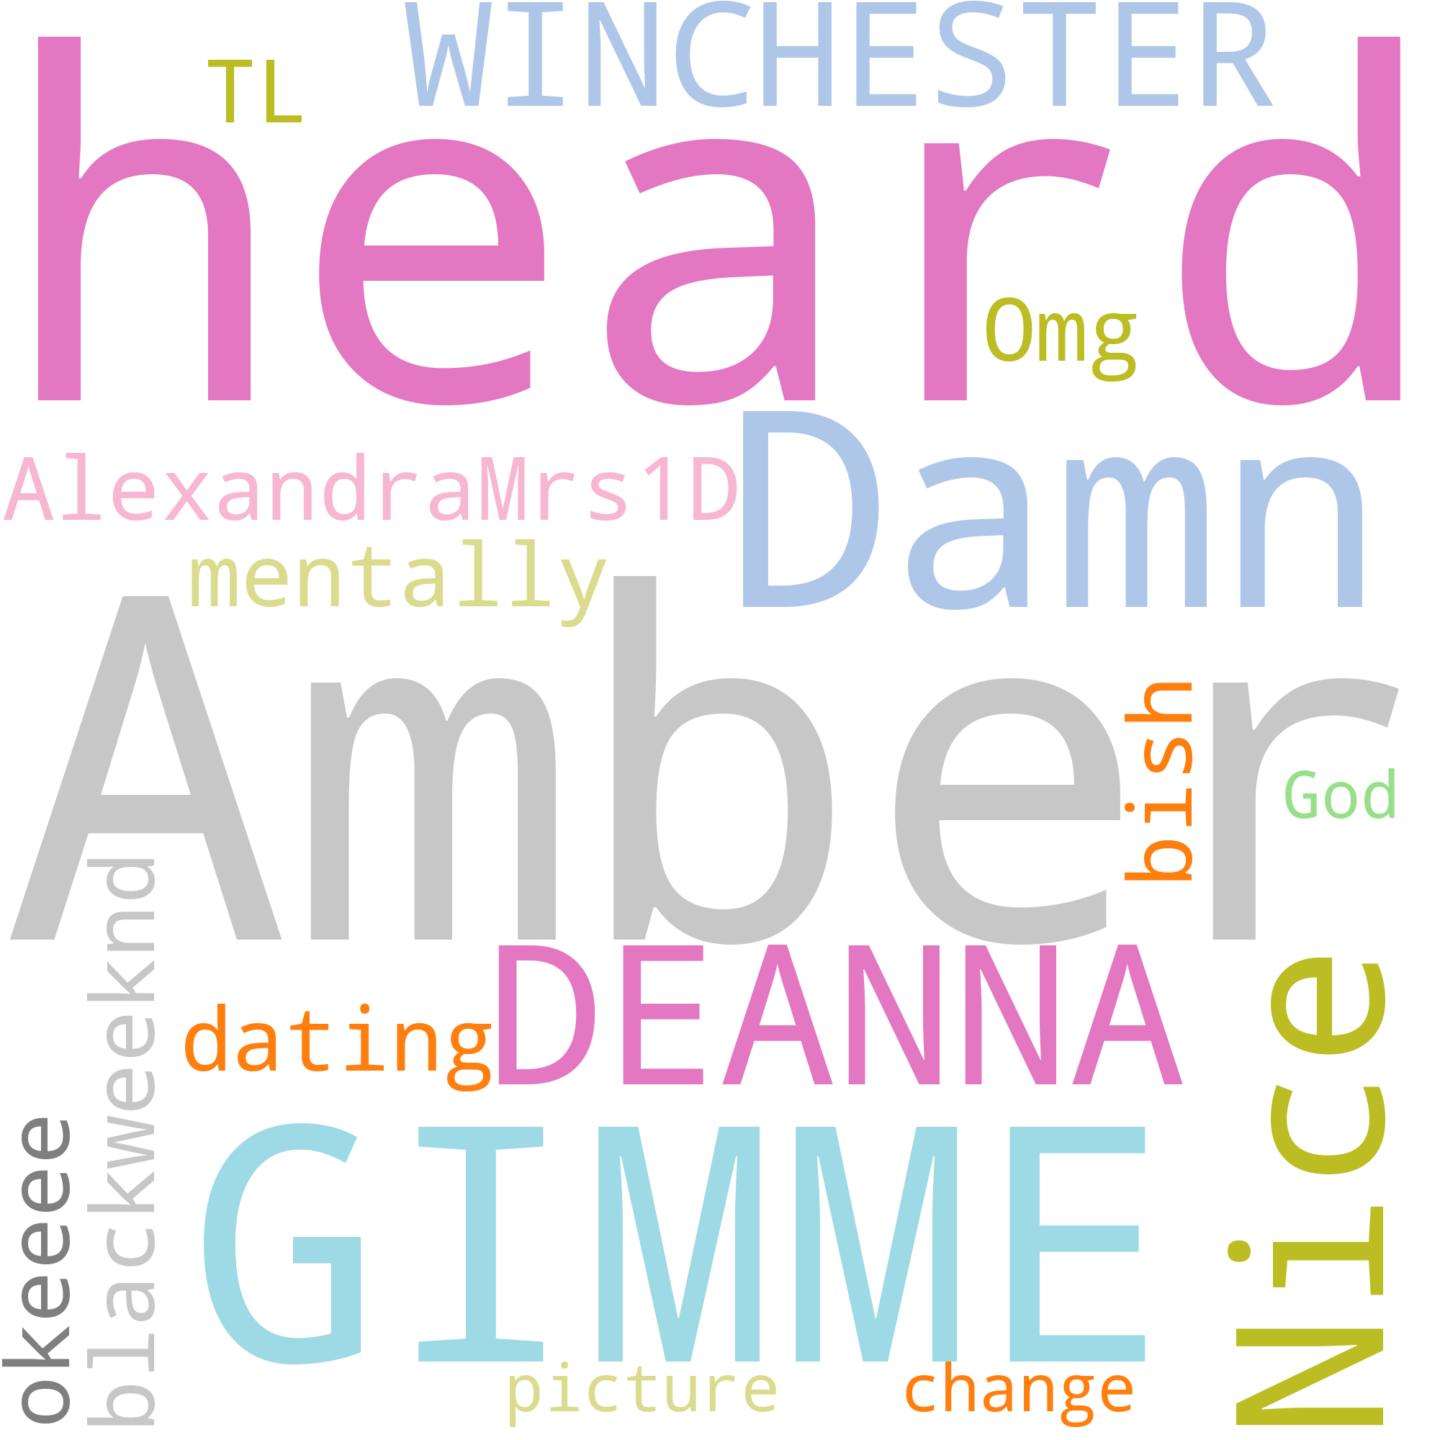 WINCHESTER
TL
heard
Omg
AlexandraMrs1D
Damn
mentally
Amber
bish
God
blackweeknd
DEANNA
dating
Nice
okeeee
GIMME
picture
change